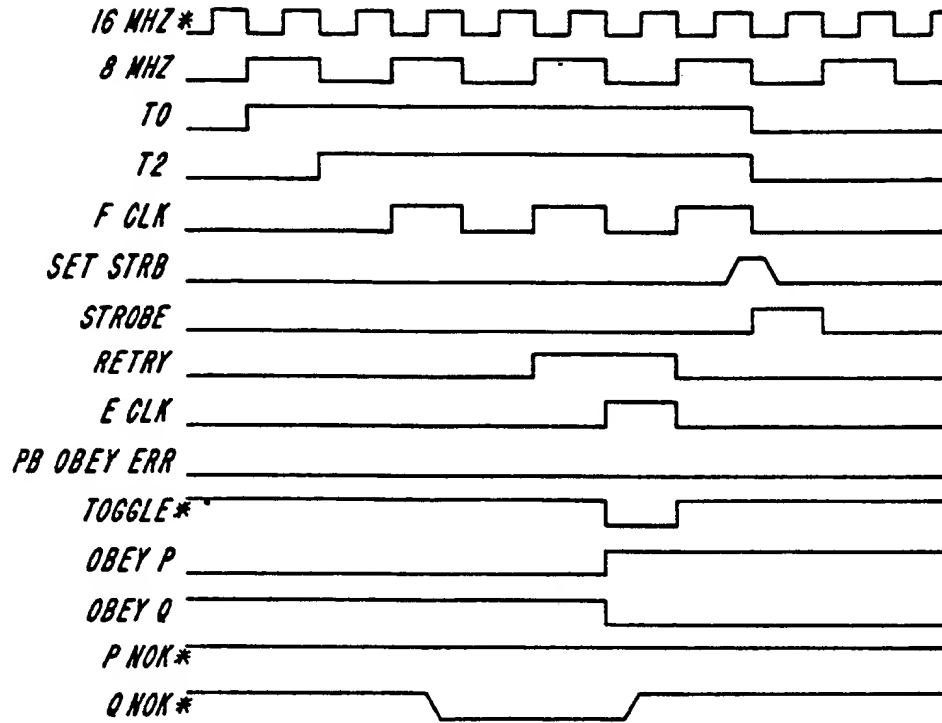 16 MHZ*
8 MHZ
T0
T2
F CLK
SET STRB
STROBE
RETRY
E CLK
PB OBEY ERR
TOGGLE*
OBEY P
OBEY Q
P NOK*
Q NOK*